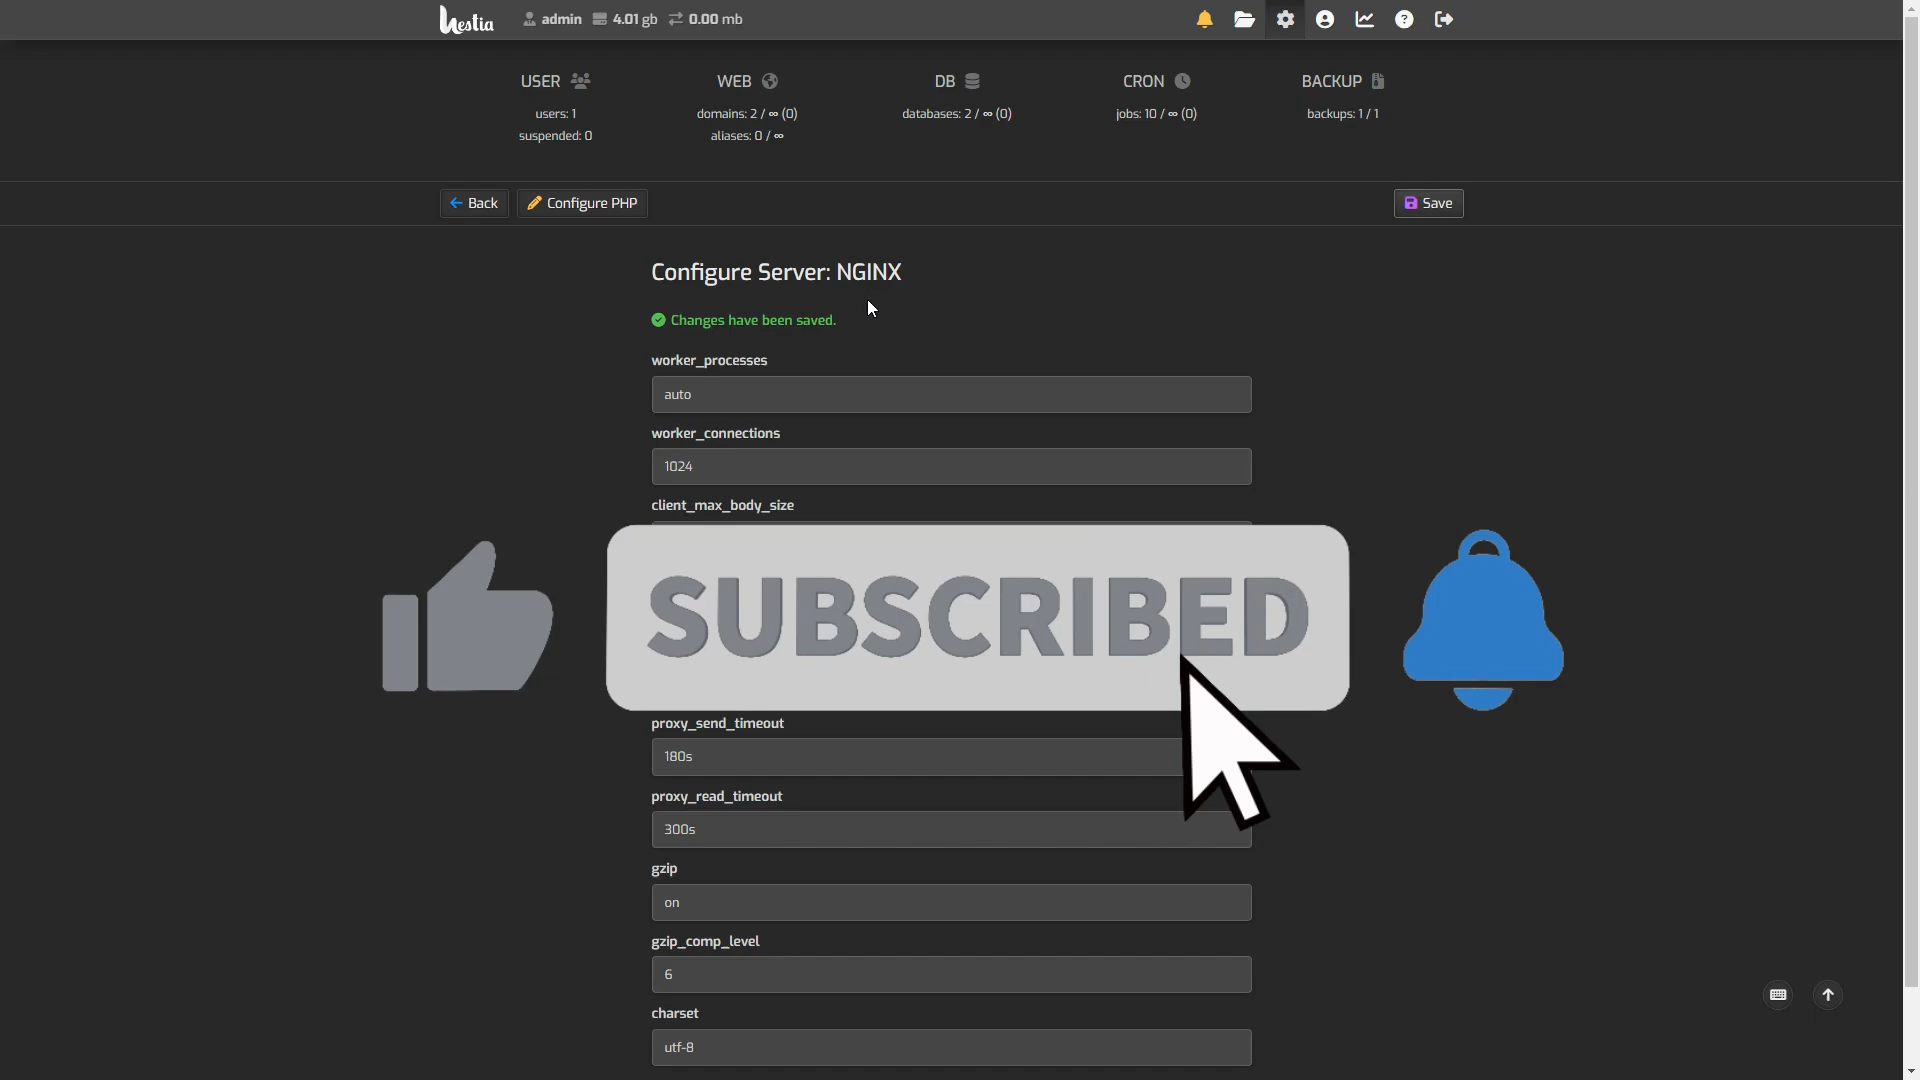 hestia admin 4.01 gb 0.00 mb
USER WEB DB CRON BACKUP
users: 1 domains: 2 / ∞ (0) databases: 2 / ∞ (0) jobs: 10 / ∞ (0) backups: 1 / 1
suspended: 0 aliases: 0 / ∞
Back Configure PHP Save
Configure Server: NGINX
Changes have been saved.
worker_processes
auto
worker_connections
1024
client_max_body_size
SUBSCRIBED
proxy_send_timeout
180s
proxy_read_timeout
300s
gzip
on
gzip_comp_level
6
charset
utf-8